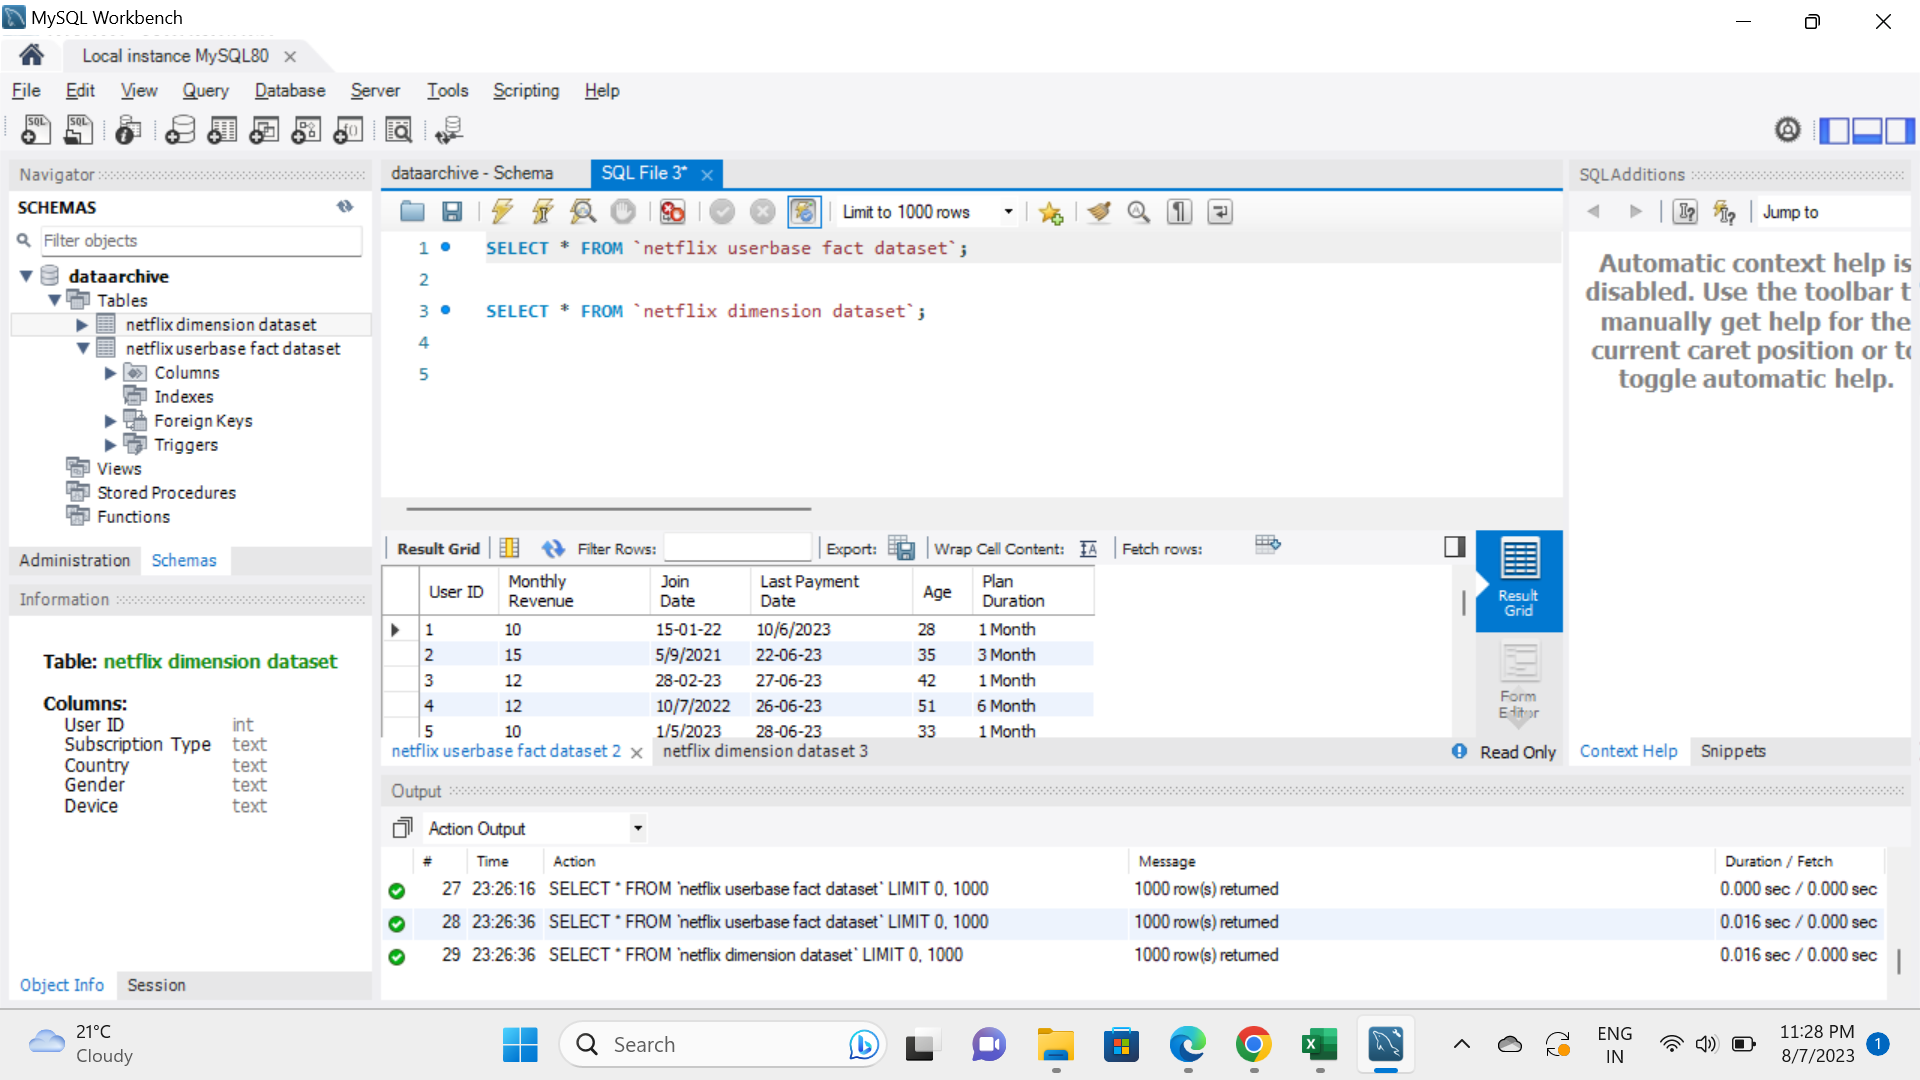 MySQL Workbench
Local instance MySQL80
File Edit View Query Database Server Tools Scripting Help
Navigator
SCHEMAS
Filter objects
dataarchive
Tables
netflix dimension dataset
netflix userbase fact dataset
Columns
Indexes
Foreign Keys
Triggers
Views
Stored Procedures
Functions
Administration Schemas
Information
Table: netflix dimension dataset
Columns:
User ID int
Subscription Type text
Country text
Gender text
Device text
Object Info Session
dataarchive - Schema SQL File 3*
Limit to 1000 rows
1 SELECT * FROM `netflix userbase fact dataset`;
2
3 SELECT * FROM `netflix dimension dataset`;
4
5
Result Grid Filter Rows: Export: Wrap Cell Content: Fetch rows:
User ID Monthly Revenue Join Date Last Payment Date Age Plan Duration
1 10 15-01-22 10/6/2023 28 1 Month
2 15 5/9/2021 22-06-23 35 3 Month
3 12 28-02-23 27-06-23 42 1 Month
4 12 10/7/2022 26-06-23 51 6 Month
5 10 1/5/2023 28-06-23 33 1 Month
Result Grid
Form Editor
netflix userbase fact dataset 2 netflix dimension dataset 3
Read Only
SQLAdditions
Jump to
Automatic context help is
disabled. Use the toolbar t
manually get help for the
current caret position or to
toggle automatic help.
Context Help Snippets
Output
Action Output
# Time Action Message Duration / Fetch
27 23:26:16 SELECT * FROM `netflix userbase fact dataset` LIMIT 0, 1000 1000 row(s) returned 0.000 sec / 0.000 sec
28 23:26:36 SELECT * FROM `netflix userbase fact dataset` LIMIT 0, 1000 1000 row(s) returned 0.016 sec / 0.000 sec
29 23:26:36 SELECT * FROM `netflix dimension dataset` LIMIT 0, 1000 1000 row(s) returned 0.016 sec / 0.000 sec
21°C
Cloudy
Search
ENG
IN
11:28 PM
8/7/2023
1